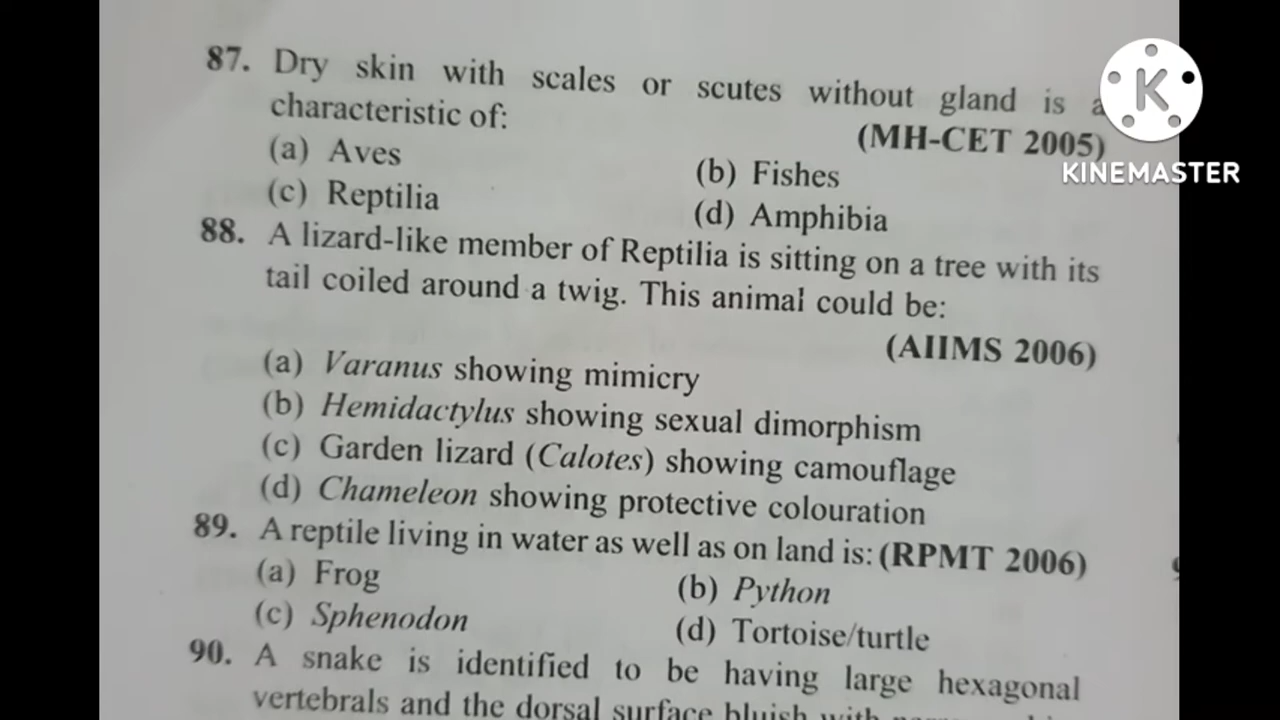 87. Dry skin with scales or scutes without gland is a
characteristic of:
(MH-CET 2005)
(a) Aves
(b) Fishes
(c) Reptilia
(d) Amphibia
88. A lizard-like member of Reptilia is sitting on a tree with its
tail coiled around a twig. This animal could be:
(AIIMS 2006)
(a) Varanus showing mimicry
(b) Hemidactylus showing sexual dimorphism
(c) Garden lizard (Calotes) showing camouflage
(d) Chameleon showing protective colouration
89. A reptile living in water as well as on land is: (RPMT 2006)
(a) Frog
(b) Python
(c) Sphenodon
(d) Tortoise/turtle
90. A snake is identified to be having large hexagonal
vertebrals and the dorsal surface bluish with
K
KINEMASTER